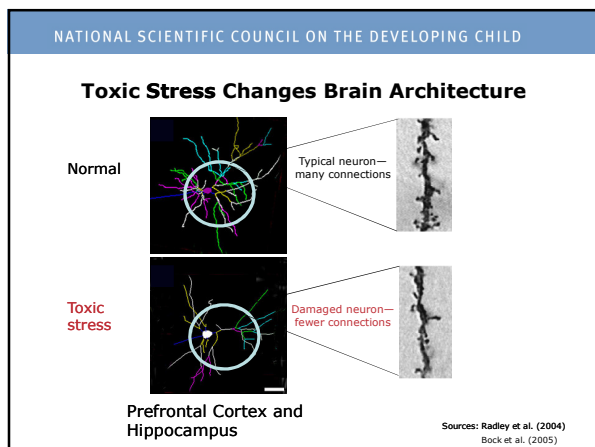 NATIONAL SCIENTIFIC COUNCIL ON THE DEVELOPING CHILD
Toxic Stress Changes Brain Architecture
Normal
Typical neuron—
many connections
Toxic
stress
Damaged neuron—
fewer connections
Prefrontal Cortex and
Hippocampus
Sources: Radley et al. (2004)
Bock et al. (2005)